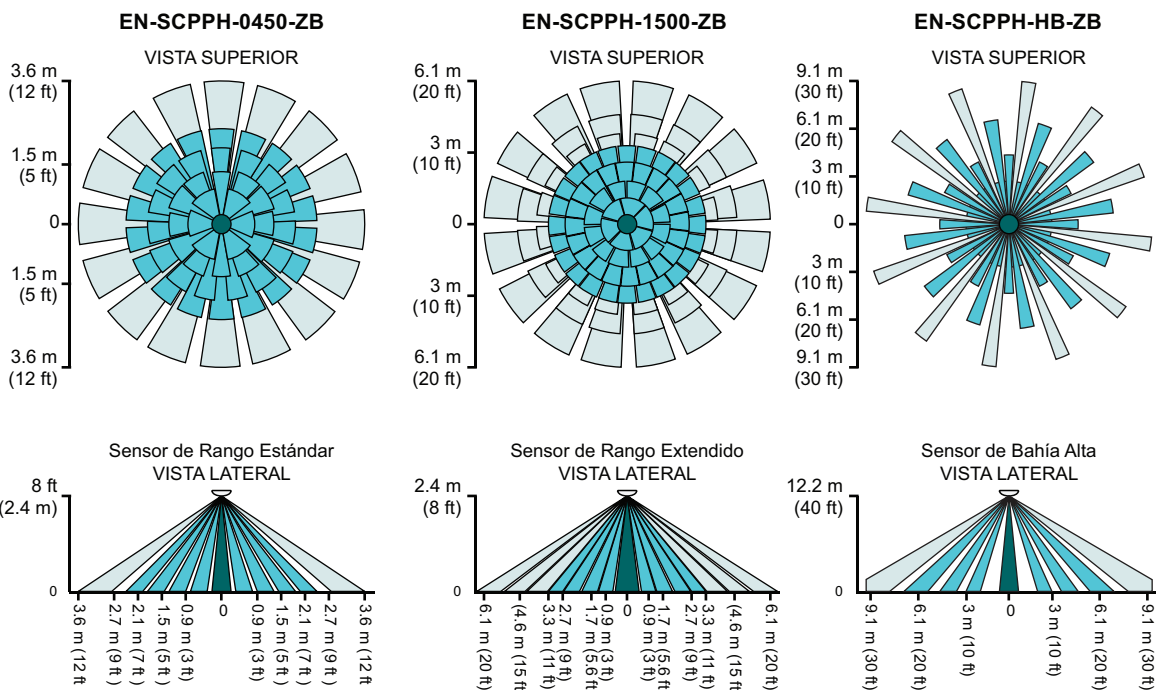 EN-SCPPH-0450-ZB
VISTA SUPERIOR
3.6 m
(12 ft)
1.5 m
(5 ft)
0
1.5 m
(5 ft)
3.6 m
(12 ft)
Sensor de Rango Estándar
VISTA LATERAL
8 ft
(2.4 m)
0
3.6 m (12 ft
2.7 m (9 ft)
2.1 m (7 ft )
1.5 m (5 ft )
0.9 m (3 ft)
0
0.9 m (3 ft)
1.5 m (5 ft)
2.1 m (7 ft)
2.7 m (9 ft )
3.6 m (12 ft
EN-SCPPH-1500-ZB
VISTA SUPERIOR
6.1 m
(20 ft)
3 m
(10 ft)
0
3 m
(10 ft)
6.1 m
(20 ft)
Sensor de Rango Extendido
VISTA LATERAL
2.4 m
(8 ft)
0
6.1 m (20 ft)
(4.6 m (15 ft
3.3 m (11 ft)
2.7 m (9 ft)
1.7 m (5.6 ft
0.9 m (3 ft)
0
0.9 m (3 ft)
1.7 m (5.6 ft
2.7 m (9 ft)
3.3 m (11 ft)
(4.6 m (15 ft
6.1 m (20 ft)
EN-SCPPH-HB-ZB
VISTA SUPERIOR
9.1 m
(30 ft)
6.1 m
(20 ft)
3 m
(10 ft)
0
3 m
(10 ft)
6.1 m
(20 ft)
9.1 m
(30 ft)
Sensor de Bahía Alta
VISTA LATERAL
12.2 m
(40 ft)
0
9.1 m (30 ft)
6.1 m (20 ft)
3 m (10 ft)
0
3 m (10 ft)
6.1 m (20 ft)
9.1 m (30 ft)